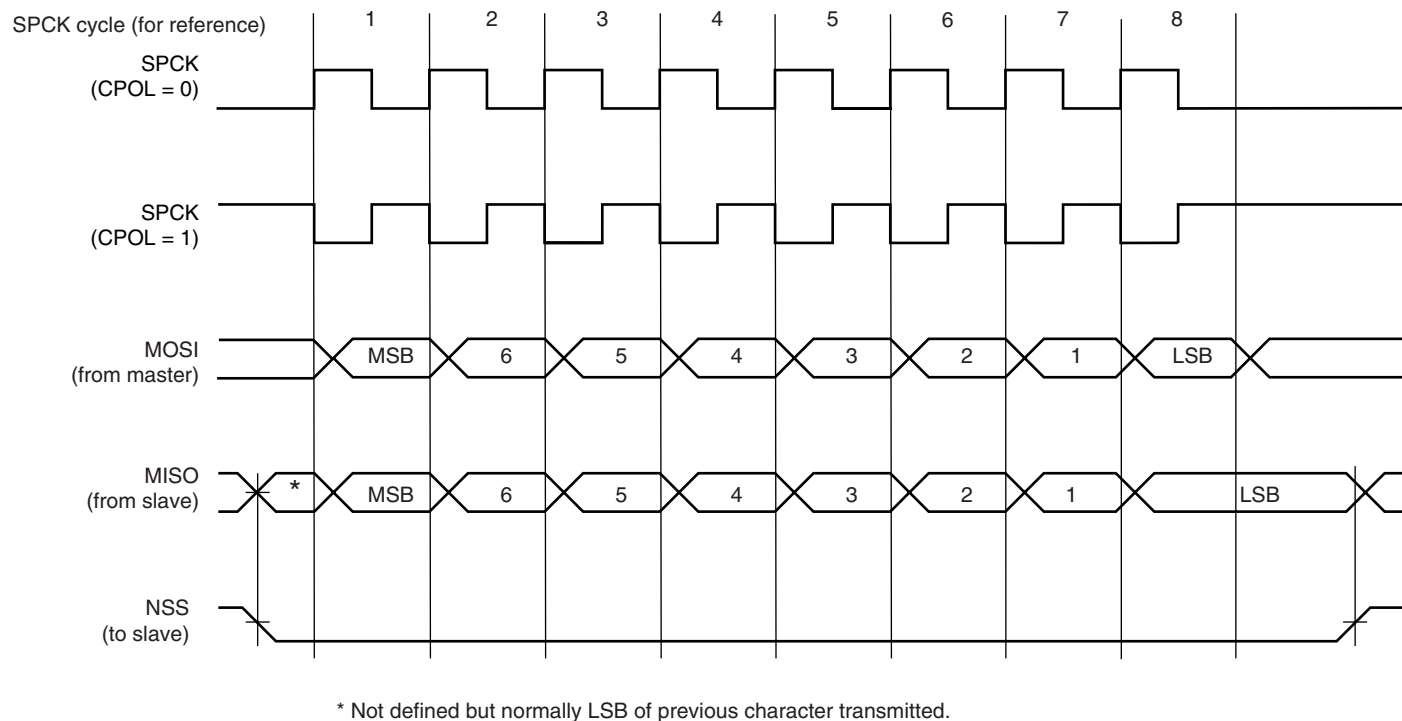 SPCK cycle (for reference) 1 2 3 4 5 6 7 8
SPCK
(CPOL = 0)
SPCK
(CPOL = 1)
MOSI
(from master)
MSB 6 5 4 3 2 1 LSB
MISO
(from slave)
* MSB 6 5 4 3 2 1 LSB
NSS
(to slave)
* Not defined but normally LSB of previous character transmitted.